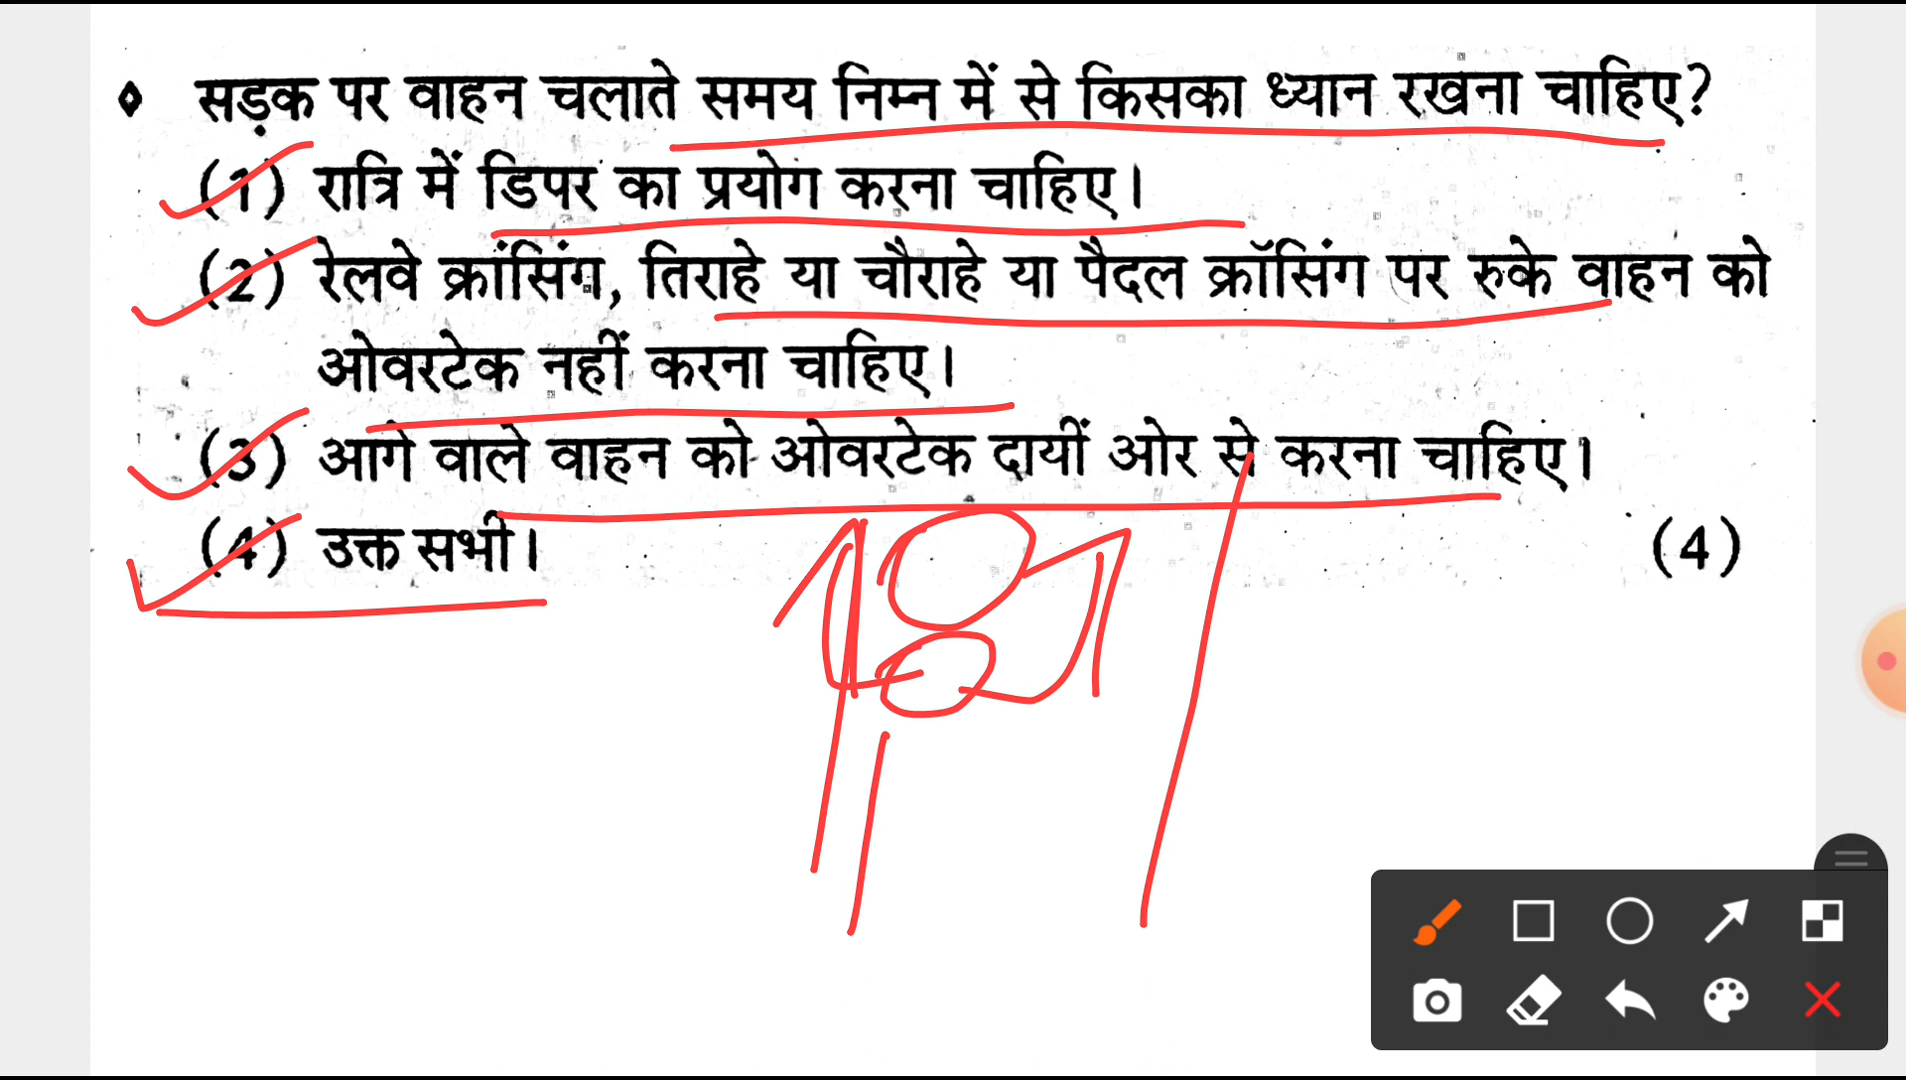 ◊ सड़क पर वाहन चलाते समय निम्न में से किसका ध्यान रखना चाहिए?
(1) रात्रि में डिपर का प्रयोग करना चाहिए।
(2) रेलवे क्रांसिंग, तिराहे या चौराहे या पैदल क्रॉसिंग पर रुके वाहन को
ओवरटेक नहीं करना चाहिए।
(3) आगे वाले वाहन को ओवरटेक दायीं ओर से करना चाहिए।
(4) उक्त सभी। (4)